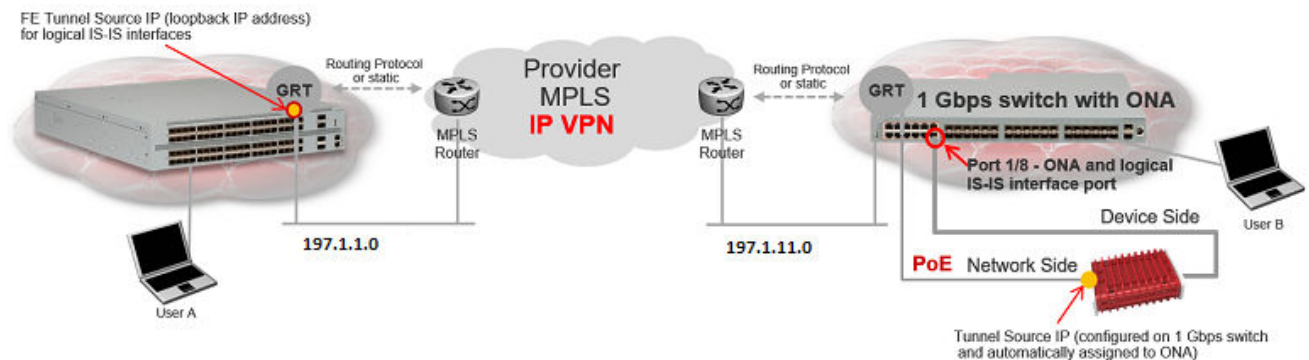 FE Tunnel Source IP (loopback IP address)
for logical IS-IS interfaces
GRT
Routing Protocol
or static
MPLS
Router
Provider
MPLS
IP VPN
Routing Protocol
or static
MPLS
Router
GRT
1 Gbps switch with ONA
Port 1/8 - ONA and logical
IS-IS interface port
User B
Device Side
197.1.1.0
197.1.11.0
PoE
Network Side
User A
Tunnel Source IP (configured on 1 Gbps switch
and automatically assigned to ONA)